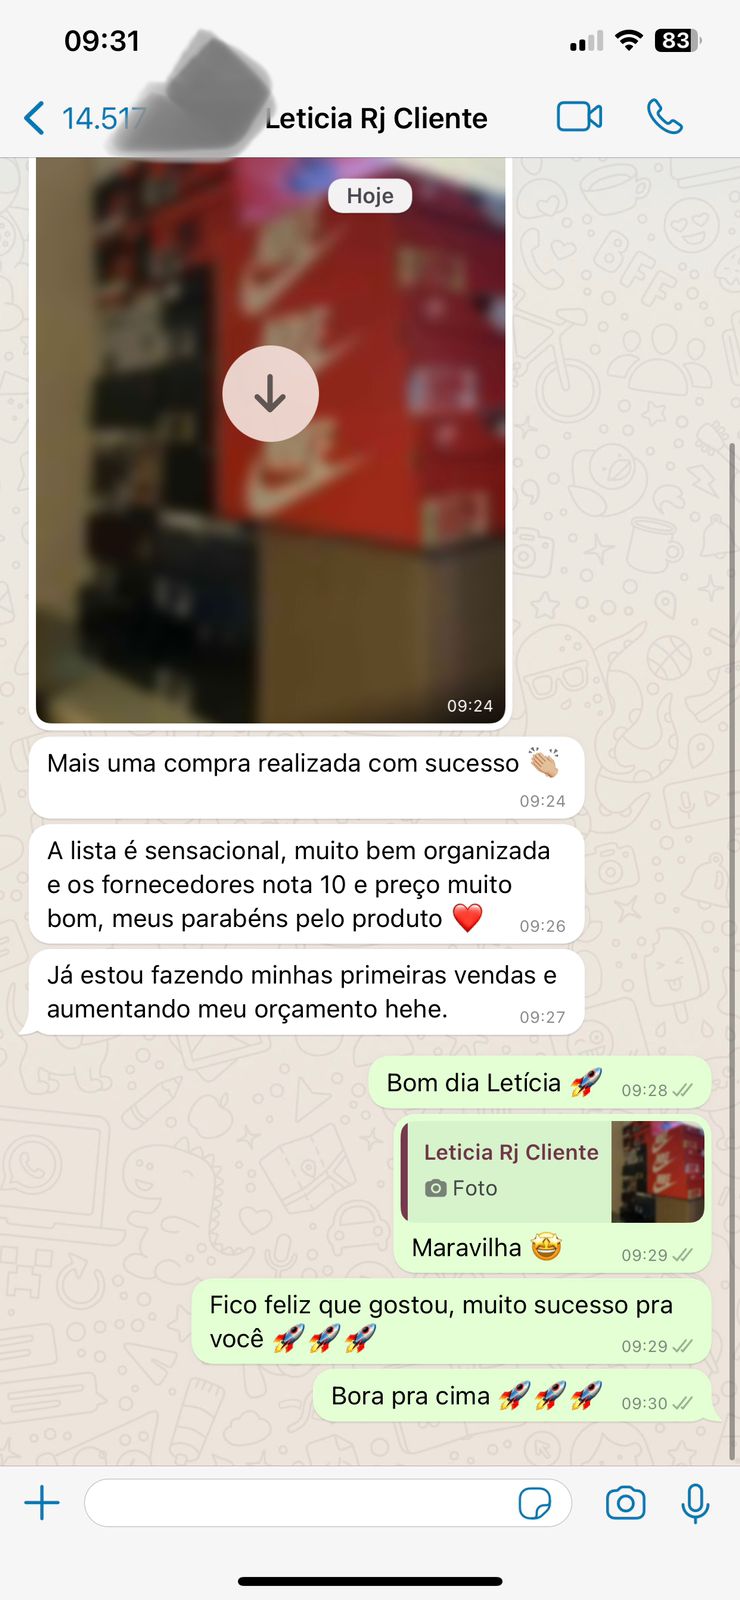 09:31
83
14.517
Leticia Rj Cliente
Hoje
09:24
Mais uma compra realizada com sucesso 👏🏼
09:24
A lista é sensacional, muito bem organizada
e os fornecedores nota 10 e preço muito
bom, meus parabéns pelo produto ❤️
09:26
Já estou fazendo minhas primeiras vendas e
aumentando meu orçamento hehe.
09:27
Bom dia Letícia 🚀
09:28
Leticia Rj Cliente
Foto
Maravilha 🤩
09:29
Fico feliz que gostou, muito sucesso pra
você 🚀🚀🚀
09:29
Bora pra cima 🚀🚀🚀
09:30